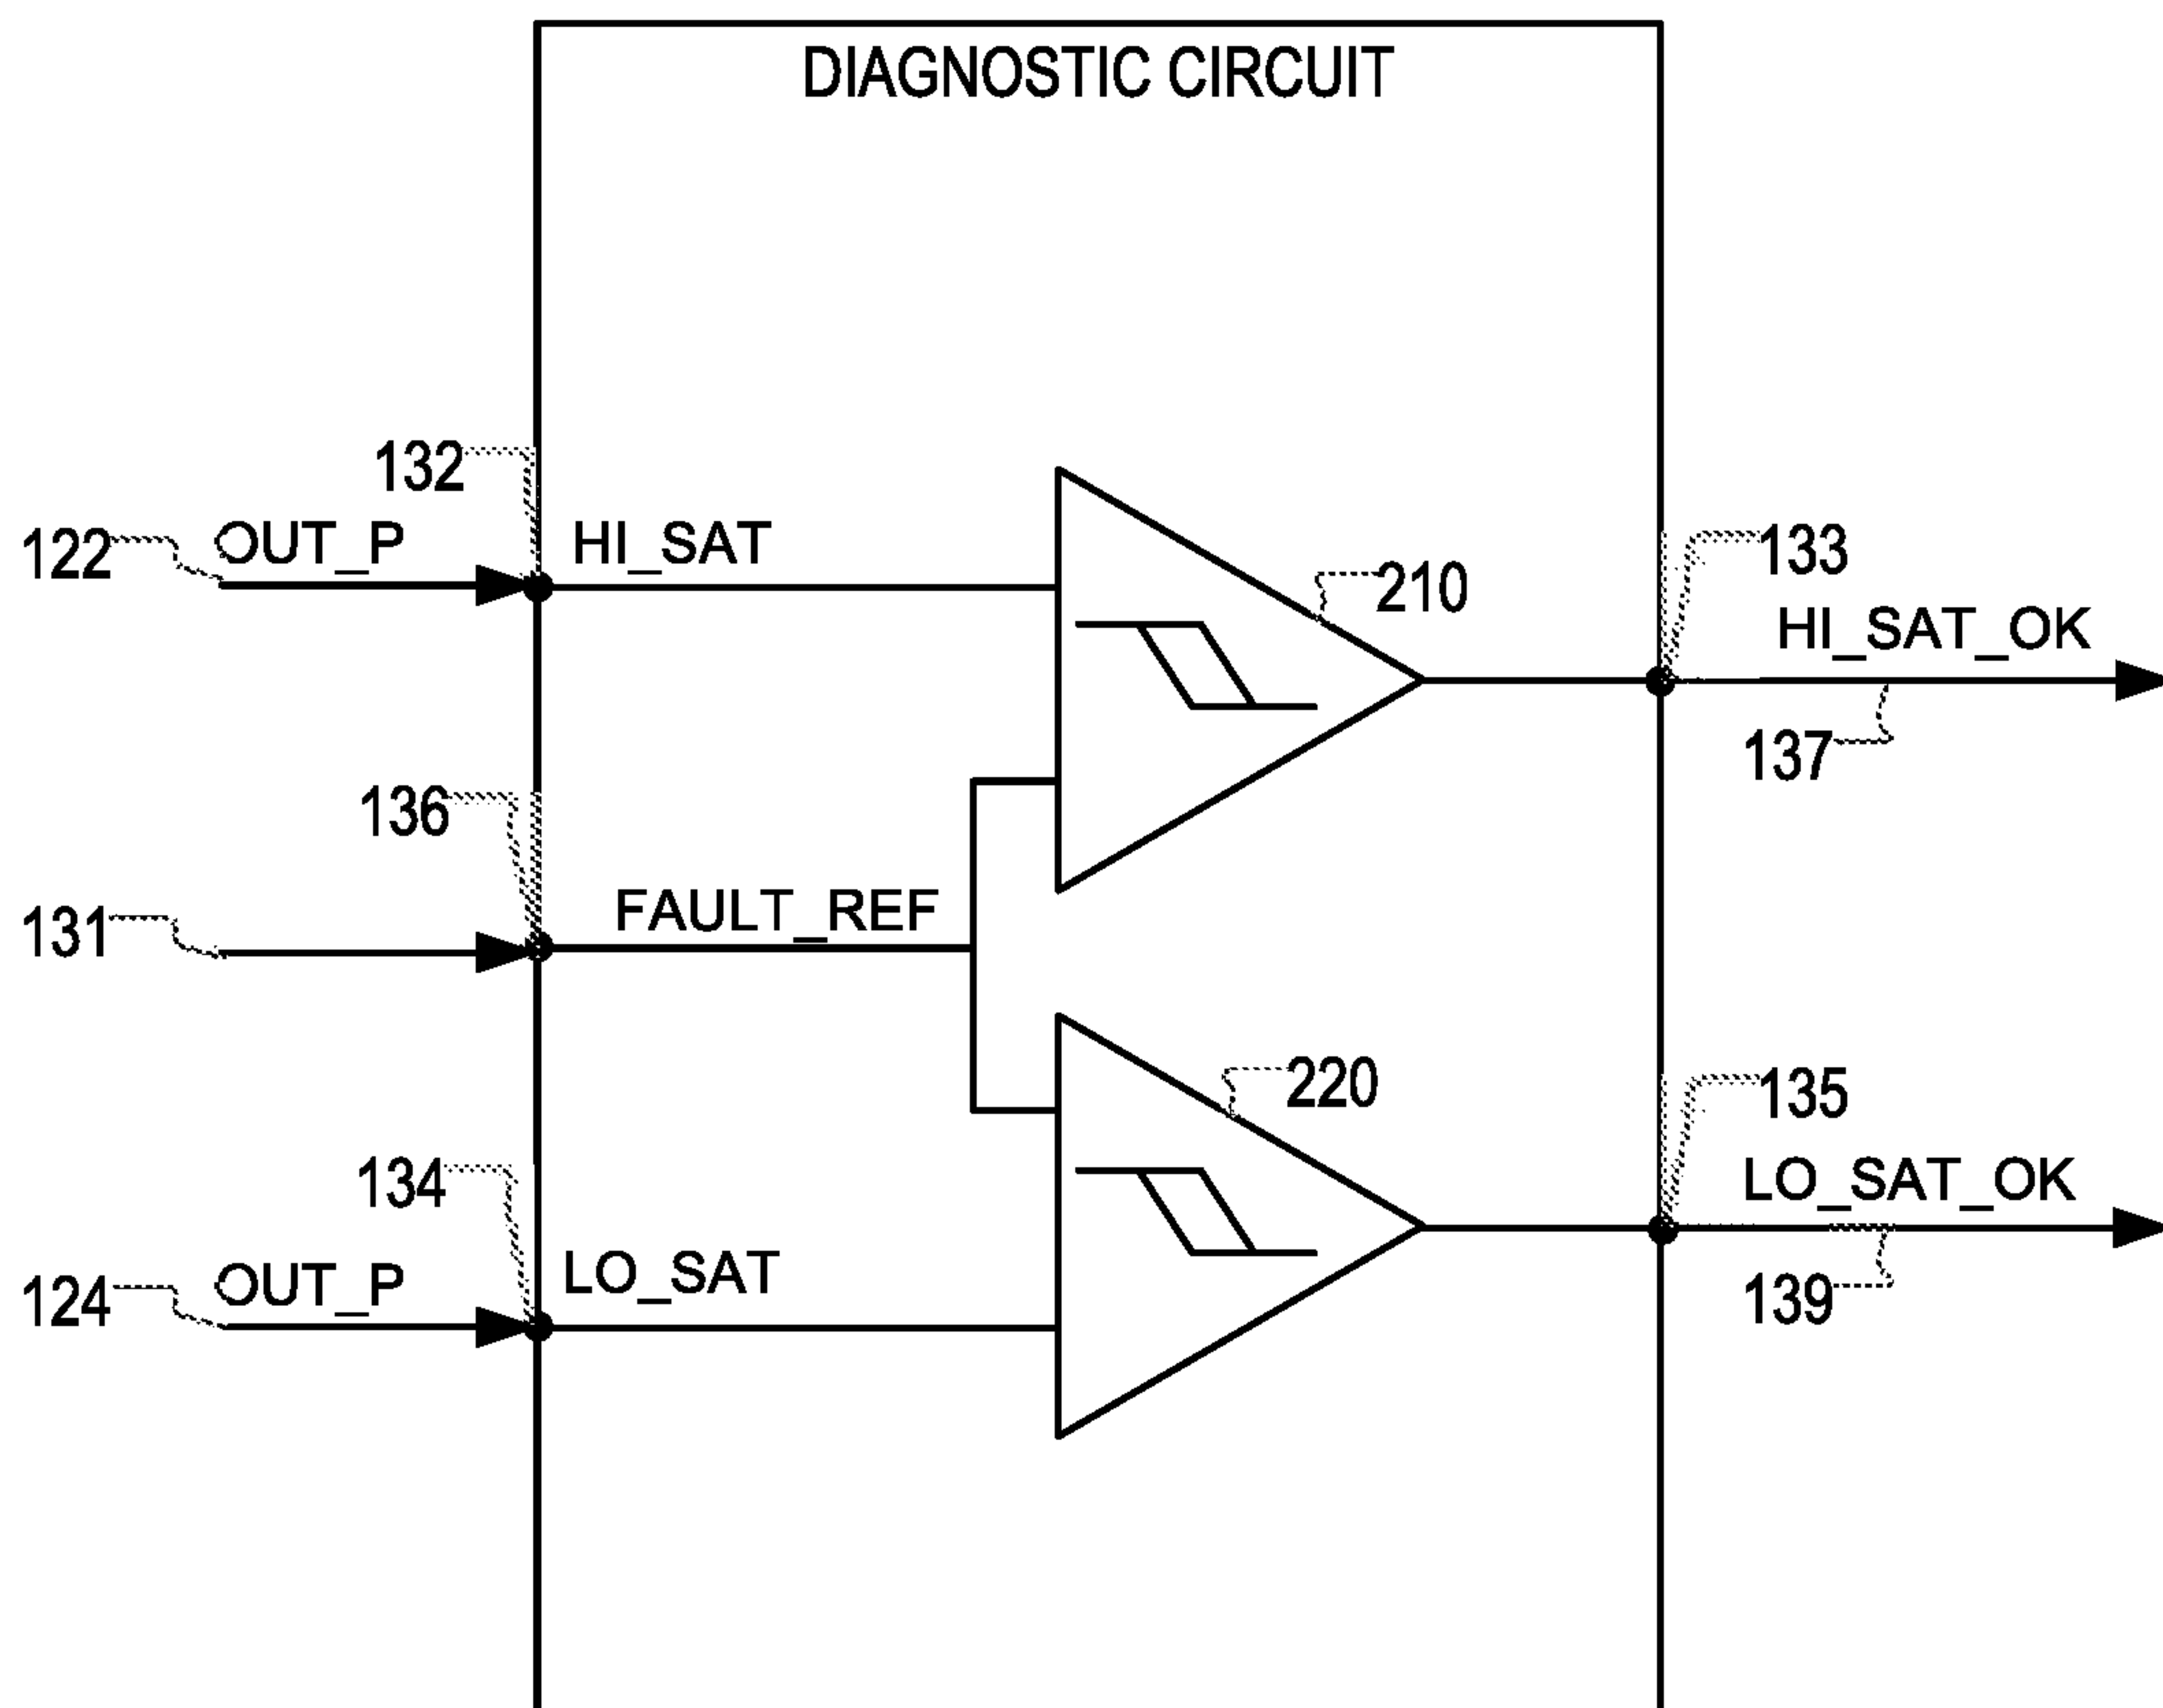 DIAGNOSTIC CIRCUIT
132
122 OUT_P HI_SAT
133
210
HI_SAT_OK
137
136
FAULT_REF
131
220
135
134
LO_SAT_OK
124 OUT_P LO_SAT
139